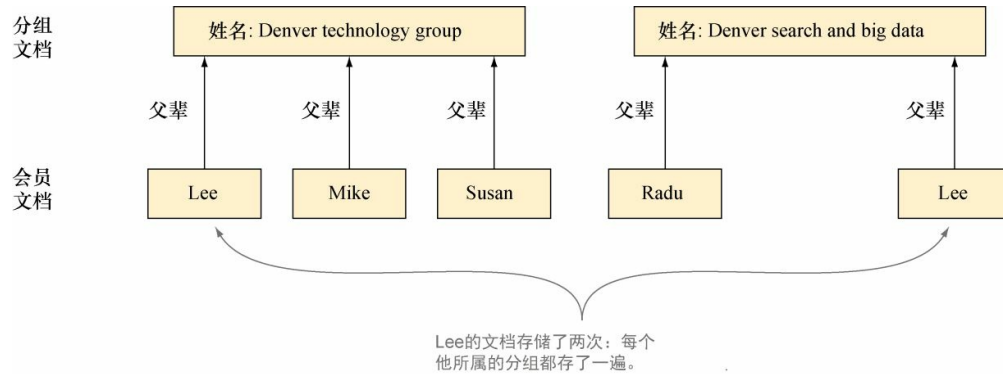 分组
文档
姓名: Denver technology group
姓名: Denver search and big data
父辈
父辈
父辈
父辈
父辈
会员
文档
Lee
Mike
Susan
Radu
Lee
Lee的文档存储了两次：每个
他所属的分组都存了一遍。